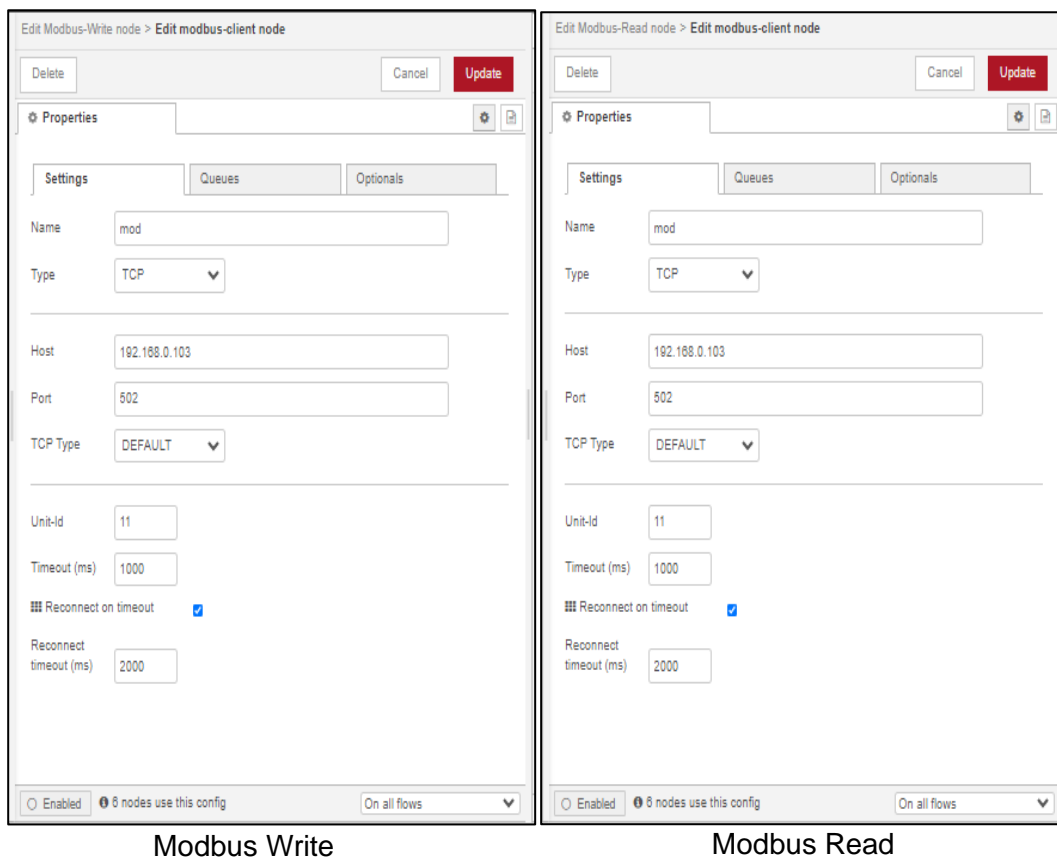 Edit Modbus-Write node > Edit modbus-client node
Delete
Cancel
Update
Properties
Settings
Queues
Optionals
Name
mod
Type
TCP
Host
192.168.0.103
Port
502
TCP Type
DEFAULT
Unit-Id
11
Timeout (ms)
1000
Reconnect on timeout
Reconnect
timeout (ms)
2000
Enabled
6 nodes use this config
On all flows
Modbus Write
Edit Modbus-Read node > Edit modbus-client node
Delete
Cancel
Update
Properties
Settings
Queues
Optionals
Name
mod
Type
TCP
Host
192.168.0.103
Port
502
TCP Type
DEFAULT
Unit-Id
11
Timeout (ms)
1000
Reconnect on timeout
Reconnect
timeout (ms)
2000
Enabled
6 nodes use this config
On all flows
Modbus Read